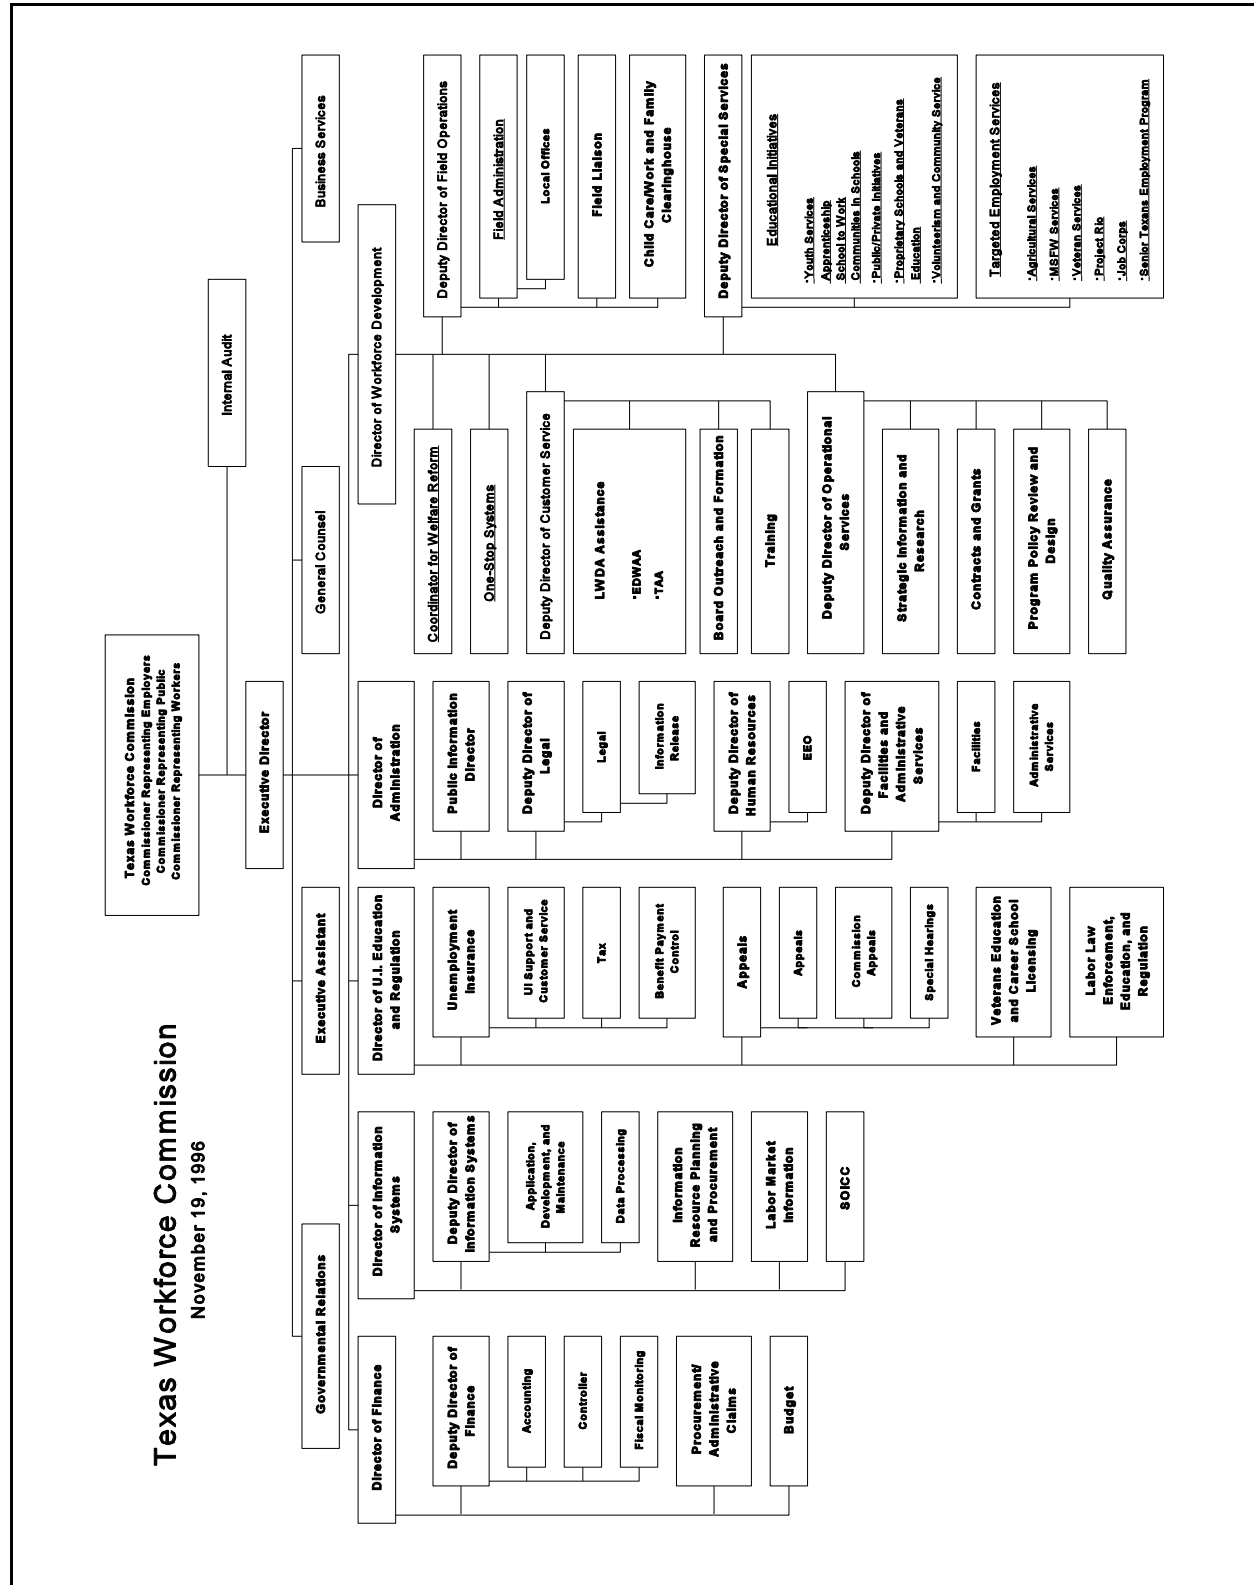 Texas Workforce Commission
November 19, 1996
Texas Workforce Commission
Commissioner Representing Employers
Commissioner Representing Public
Commissioner Representing Workers
Internal Audit
Executive Director
Governmental Relations
Executive Assistant
General Counsel
Business Services
Director of Finance
Deputy Director of
Finance
Accounting
Controller
Fiscal Monitoring
Procurement/
Administrative
Claims
Budget
Director of Information
Systems
Deputy Director of
Information Systems
Application,
Development, and
Maintenance
Data Processing
Information
Resource Planning
and Procurement
Labor Market
Information
SOICC
Director of U.I. Education
and Regulation
Unemployment
Insurance
UI Support and
Customer Service
Tax
Benefit Payment
Control
Appeals
Appeals
Commission
Appeals
Special Hearings
Veterans Education
and Career School
Licensing
Labor Law
Enforcement,
Education, and
Regulation
Director of
Administration
Public Information
Director
Deputy Director of
Legal
Legal
Information
Release
Deputy Director of
Human Resources
EEO
Deputy Director of
Facilities and
Administrative
Services
Facilities
Administrative
Services
Director of Workforce Development
Coordinator for Welfare Reform
One-Stop Systems
Deputy Director of Customer Service
LWDA Assistance
·EDWAA
·TAA
Board Outreach and Formation
Training
Deputy Director of Operational
Services
Strategic Information and
Research
Contracts and Grants
Program Policy Review and
Design
Quality Assurance
Deputy Director of Field Operations
Field Administration
Local Offices
Field Liaison
Child Care/Work and Family
Clearinghouse
Deputy Director of Special Services
Educational Initiatives
·Youth Services
Apprenticeship
School to Work
Communities in Schools
·Public/Private Initiatives
·Proprietary Schools and Veterans
Education
·Volunteerism and Community Service
Targeted Employment Services
·Agricultural Services
·MSFW Services
·Veteran Services
·Project Rio
·Job Corps
·Senior Texans Employment Program